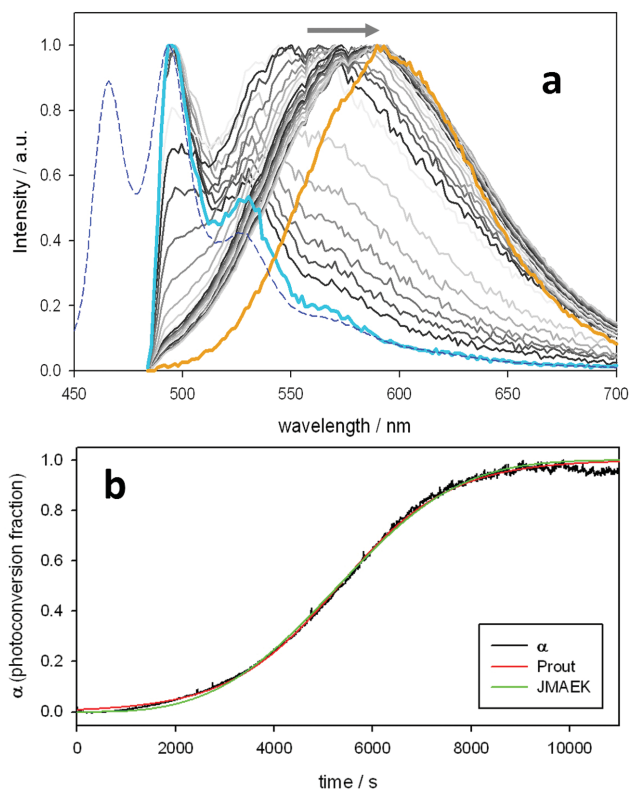 a
1.0
0.8
0.6
0.4
0.2
0.0
Intensity / a.u.
450 500 550 600 650 700
wavelength / nm
b
1.0
0.8
0.6
0.4
0.2
0.0
α (photoconversion fraction)
α
Prout
JMAEK
0 2000 4000 6000 8000 10000
time / s